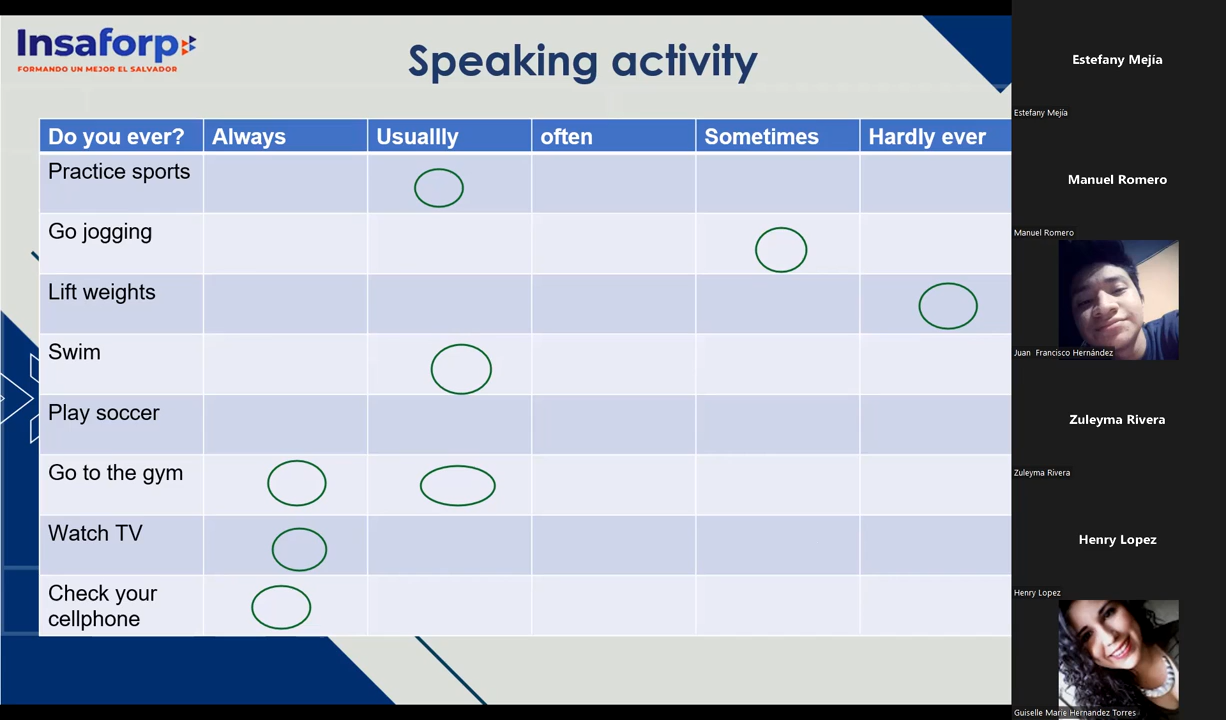 Insaforp
FORMANDO UN MEJOR EL SALVADOR
Speaking activity
Do you ever? Always Usuallly often Sometimes Hardly ever
Practice sports
Go jogging
Lift weights
Swim
Play soccer
Go to the gym
Watch TV
Check your
cellphone
Estefany Mejía
Estefany Mejía
Manuel Romero
Manuel Romero
Juan Francisco Hernández
Zuleyma Rivera
Zuleyma Rivera
Henry Lopez
Henry Lopez
Guiselle Marie Hernandez Torres